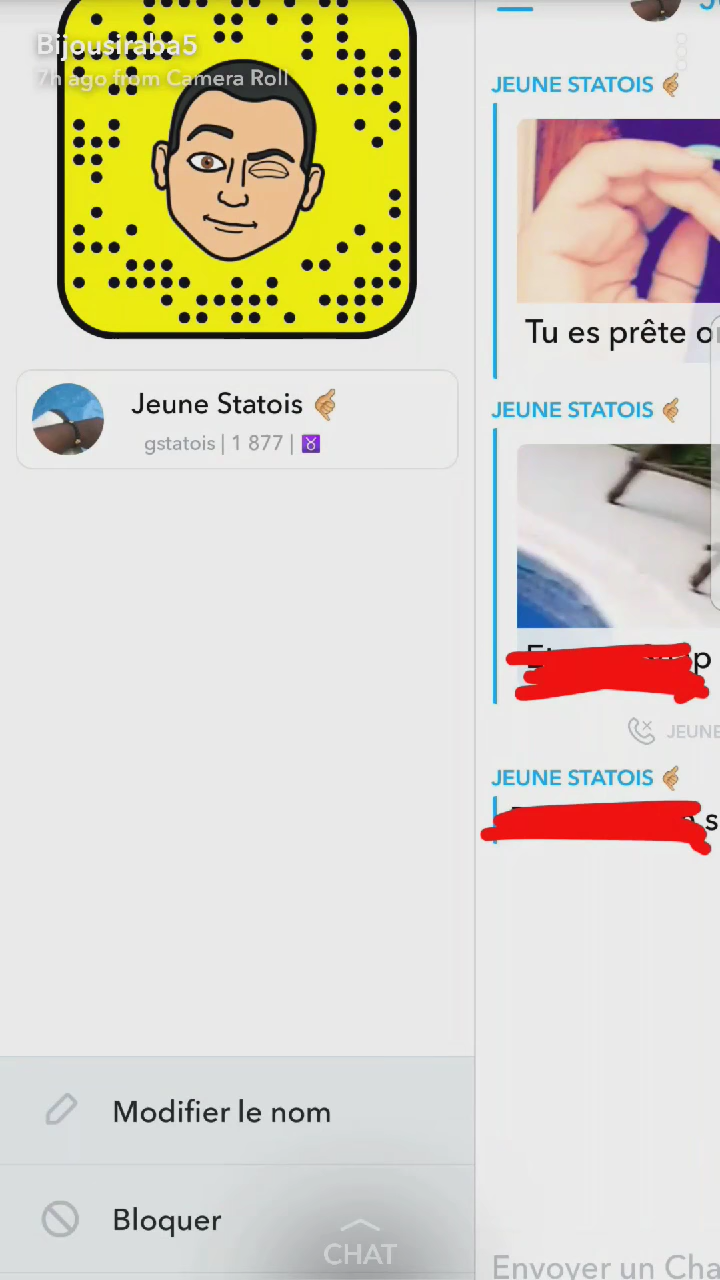 Bijousiraba5
7h ago from Camera Roll
Jeune Statois 🤙🏼
gstatois | 1 877 | ♉
Modifier le nom
Bloquer
CHAT
JEUNE STATOIS 🤙🏼
Tu es prête
JEUNE STATOIS 🤙🏼
JEUNE
JEUNE STATOIS 🤙🏼
Envoyer un Cha